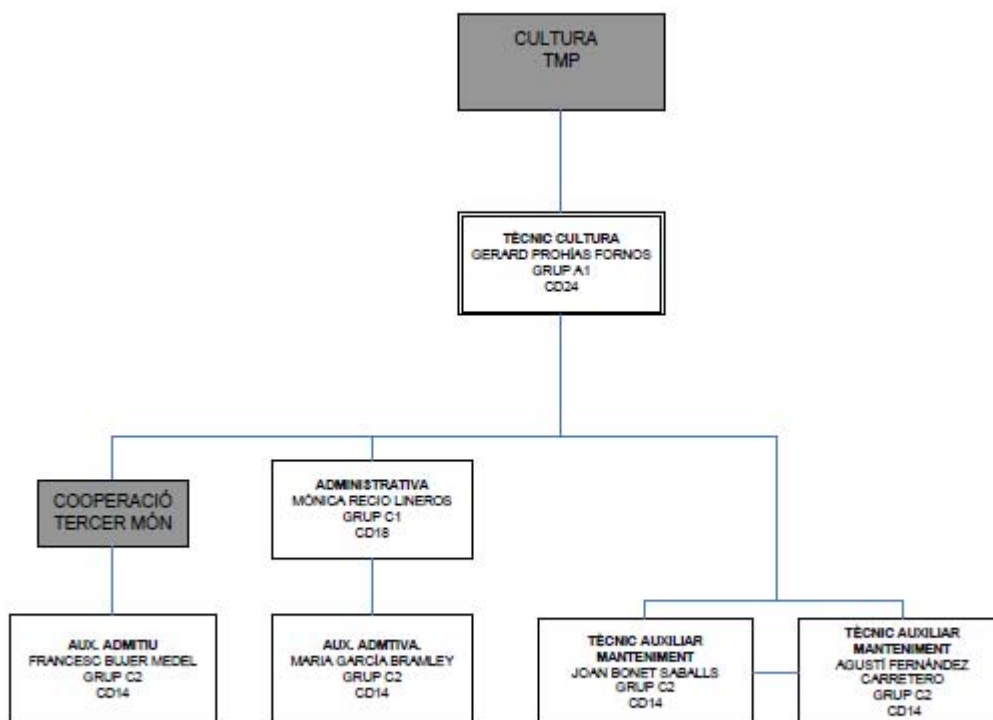 CULTURA
TMP
TÈCNIC CULTURA
GERARD PROHÍAS FORNOS
GRUP A1
CD24
COOPERACIÓ
TERCER MÓN
ADMINISTRATIVA
MÓNICA RECIO LINEROS
GRUP C1
CD18
AUX. ADMITIU
FRANCESC BUJER MEDEL
GRUP C2
CD14
AUX. ADMTIVA.
MARIA GARCÍA BRAMLEY
GRUP C2
CD14
TÈCNIC AUXILIAR
MANTENIMENT
JOAN BONET SABALLS
GRUP C2
CD14
TÈCNIC AUXILIAR
MANTENIMENT
AGUSTÍ FERNÁNDEZ
CARRETERO
GRUP C2
CD14